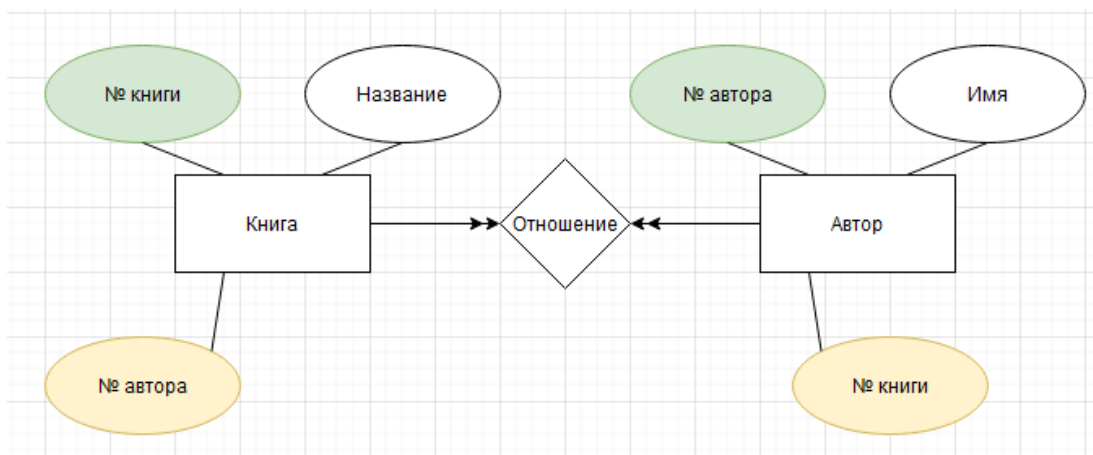 № книги
Название
№ автора
Имя
Книга
Отношение
Автор
№ автора
№ книги